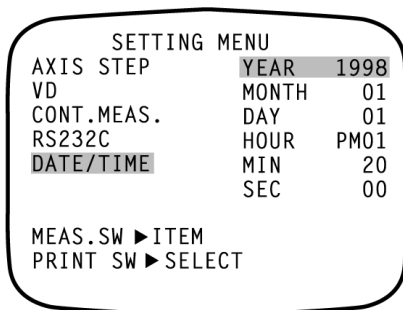 SETTING MENU
AXIS STEP
VD
CONT.MEAS.
RS232C
DATE/TIME
YEAR 1998
MONTH 01
DAY 01
HOUR PM01
MIN 20
SEC 00
MEAS.SW ▶ ITEM
PRINT SW ▶ SELECT